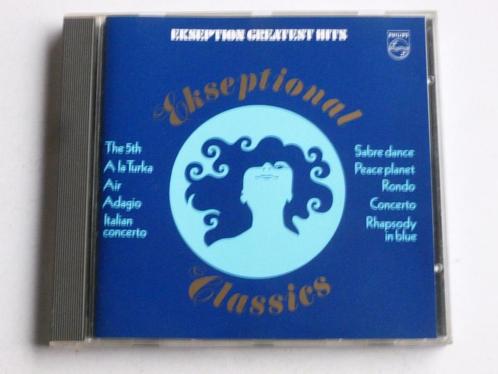 EKSEPTION GREATEST HITS
PHILIPS
Ekseptional
The 5th
A la Turka
Air
Adagio
Italian
concerto
Sabre dance
Peace planet
Rondo
Concerto
Rhapsody
in blue
Classics